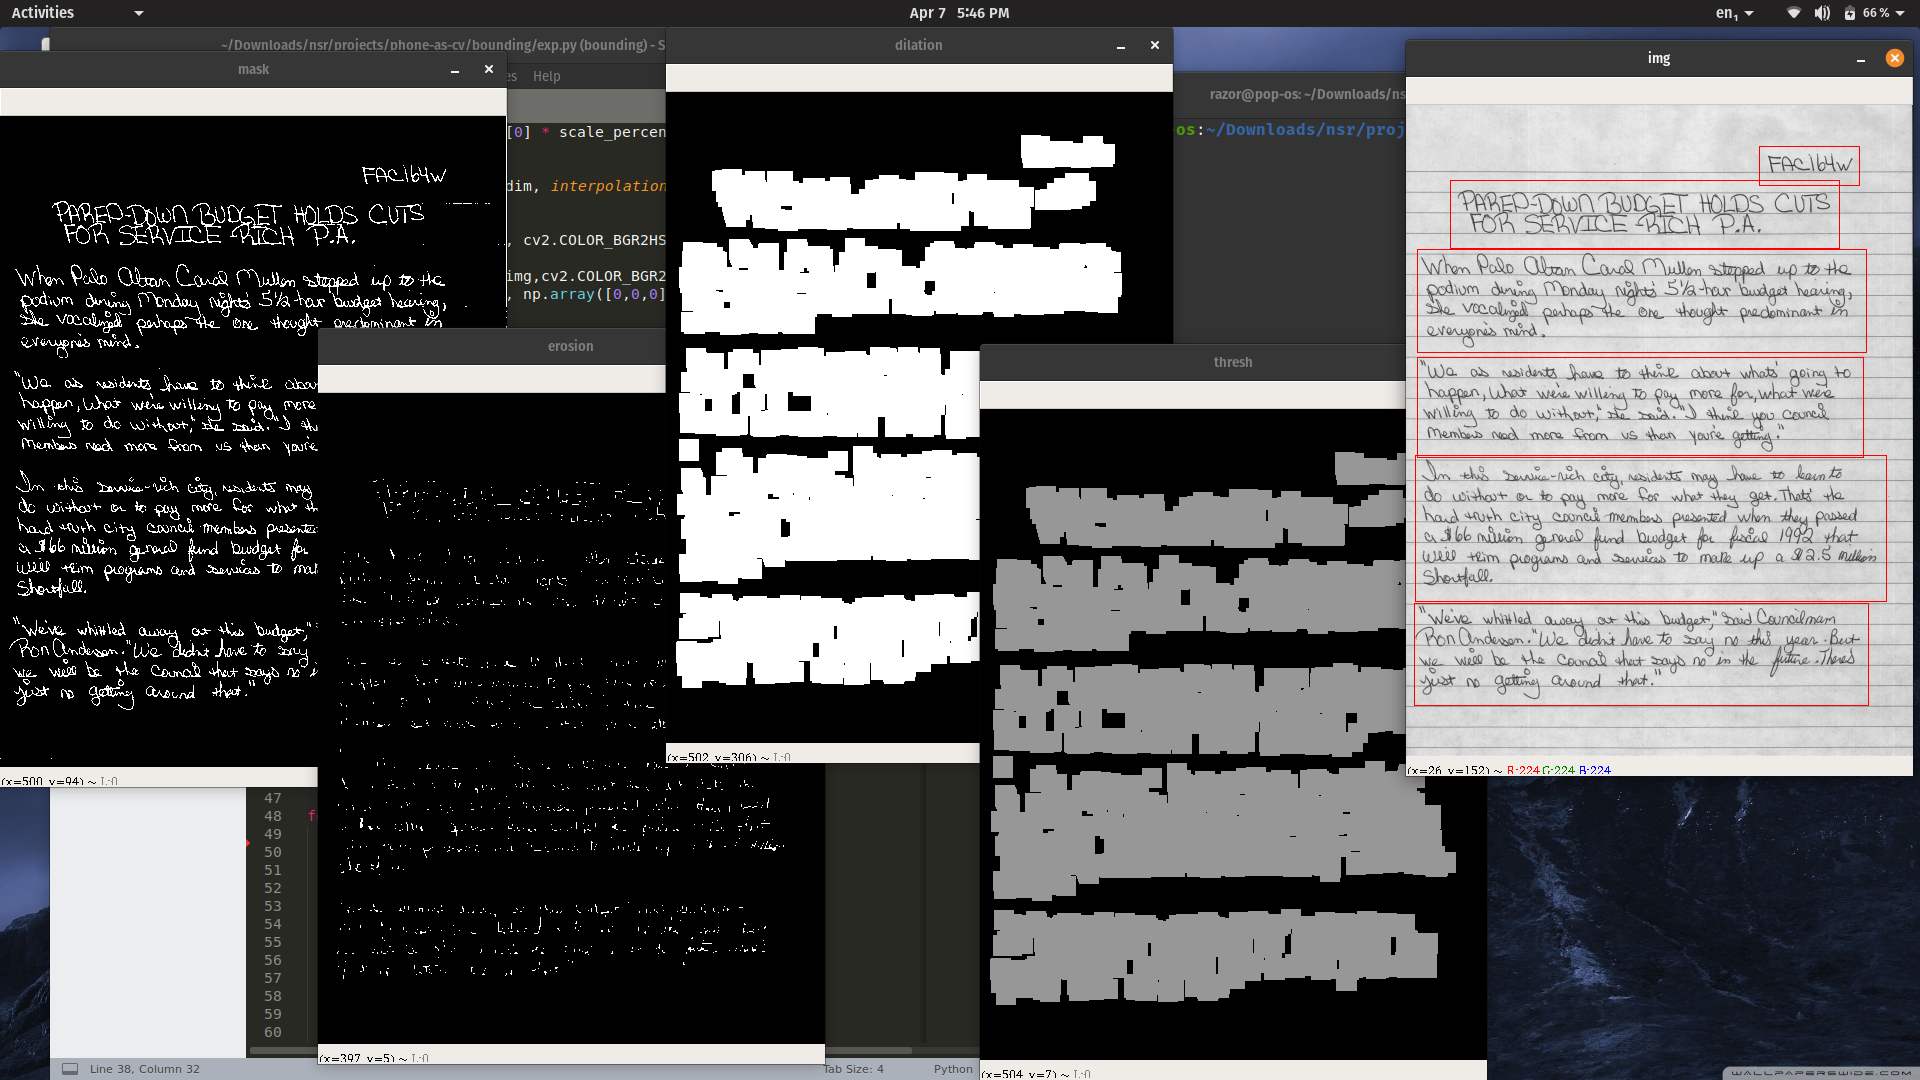 Activities
Apr 7 5:46 PM
en1
66 %
~/Downloads/nsr/projects/phone-as-cv/bounding/exp.py (bounding) - S
es Help
mask
[0] * scale_percen
dim, interpolation
, cv2.COLOR_BGR2HS
img,cv2.COLOR_BGR2
, np.array([0,0,0]
FAC164W
PARED-DOWN BUDGET HOLDS CUTS
FOR SERVICE-RICH P.A.
When Palo Altan Carol Mullen stepped up to the
podium during Monday night's 5½-hour budget hearing,
she vocalized perhaps the one thought predominant in
everyone's mind.
"We as residents have to think abou
happen, what we're willing to pay more
willing to do without," she said. "I thi
members need more from us than you're
In this service-rich city, residents may
do without or to pay more for what th
hard truth city council members presented
a $66 million general fund budget for
will trim programs and services to mak
shortfall.
"We've whittled away at this budget,"
Ron Anderson. "We didn't have to say
we will be the Council that says no i
just no getting around that."
(x=500, y=94) ~ L:0
erosion
(x=397, y=5) ~ L:0
dilation
(x=502, y=306) ~ L:0
razor@pop-os: ~/Downloads/ns
os:~/Downloads/nsr/proj
thresh
(x=504, y=7) ~ L:0
img
FAC164W
PARED-DOWN BUDGET HOLDS CUTS
FOR SERVICE-RICH P.A.
When Palo Altan Carol Mullen stepped up to the
podium during Monday night's 5½-hour budget hearing,
she vocalized perhaps the one thought predominant in
everyone's mind.
"We as residents have to think about what's going to
happen, what we're willing to pay more for, what we're
willing to do without," she said. "I think you council
members need more from us than you're getting."
In this service-rich city, residents may have to learn to
do without or to pay more for what they get. That's the
hard truth city council members presented when they passed
a $66 million general fund budget for fiscal 1992 that
will trim programs and services to make up a $12.5 million
shortfall.
"We've whittled away at this budget," said Councilman
Ron Anderson. "We didn't have to say no this year. But
we will be the Council that says no in the future. There's
just no getting around that."
(x=26, y=152) ~ R:224 G:224 B:224
47
48 f
49
50
51
52
53
54
55
56
57
58
59
60
Line 38, Column 32
Tab Size: 4
Python
WALLPAPERSWIDE.COM